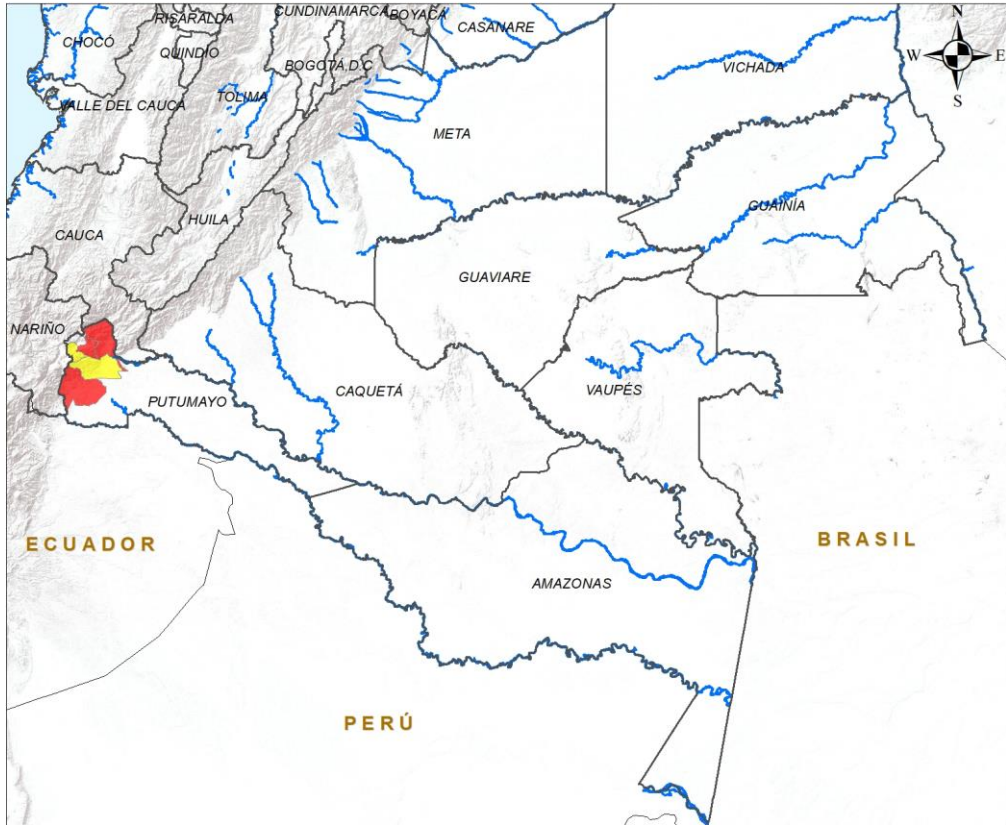 RISARALDA
CUNDINAMARCA
BOYACÁ
CASANARE
N
CHOCÓ
QUINDÍO
BOGOTÁ D.C
VICHADA
W
E
S
VALLE DEL CAUCA
TOLIMA
META
HUILA
GUAINÍA
CAUCA
GUAVIARE
NARIÑO
CAQUETÁ
VAUPÉS
PUTUMAYO
ECUADOR
BRASIL
AMAZONAS
PERÚ